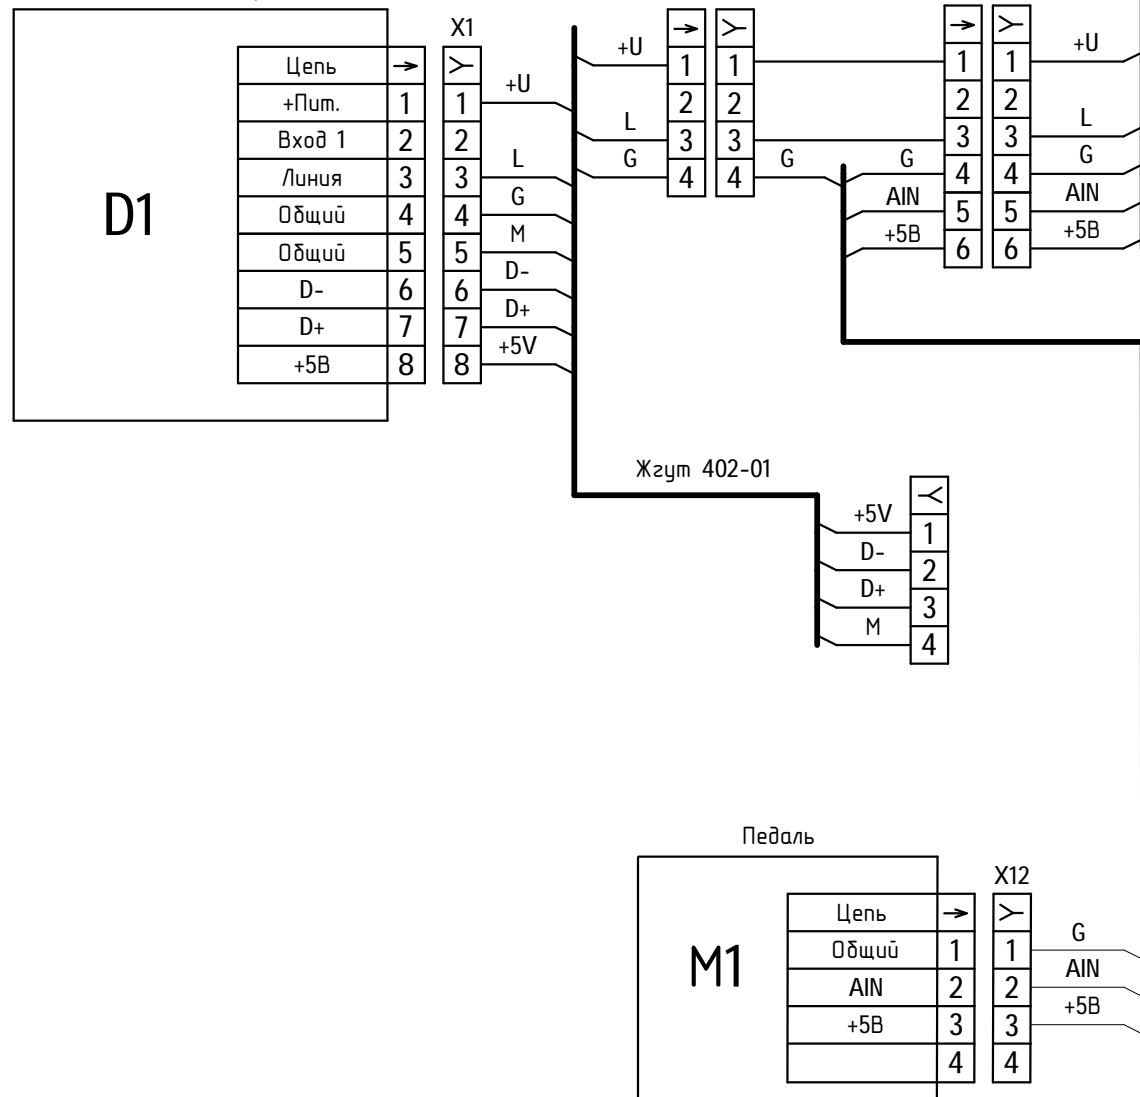 D1
X1
Цепь
+Пит. 1 1 +U
Вход 1 2 2
Линия 3 3 L
Общий 4 4 G
Общий 5 5 M
D- 6 6 D-
D+ 7 7 D+
+5В 8 8 +5V
+U 1 1
2 2
L 3 3
G 4 4 G
1 1 +U
2 2
3 3 L
G 4 4 G
AIN 5 5 AIN
+5В 6 6 +5В
Жгут 402-01
+5V 1
D- 2
D+ 3
M 4
Педаль
M1
X12
Цепь
Общий 1 1 G
AIN 2 2 AIN
+5В 3 3 +5В
4 4